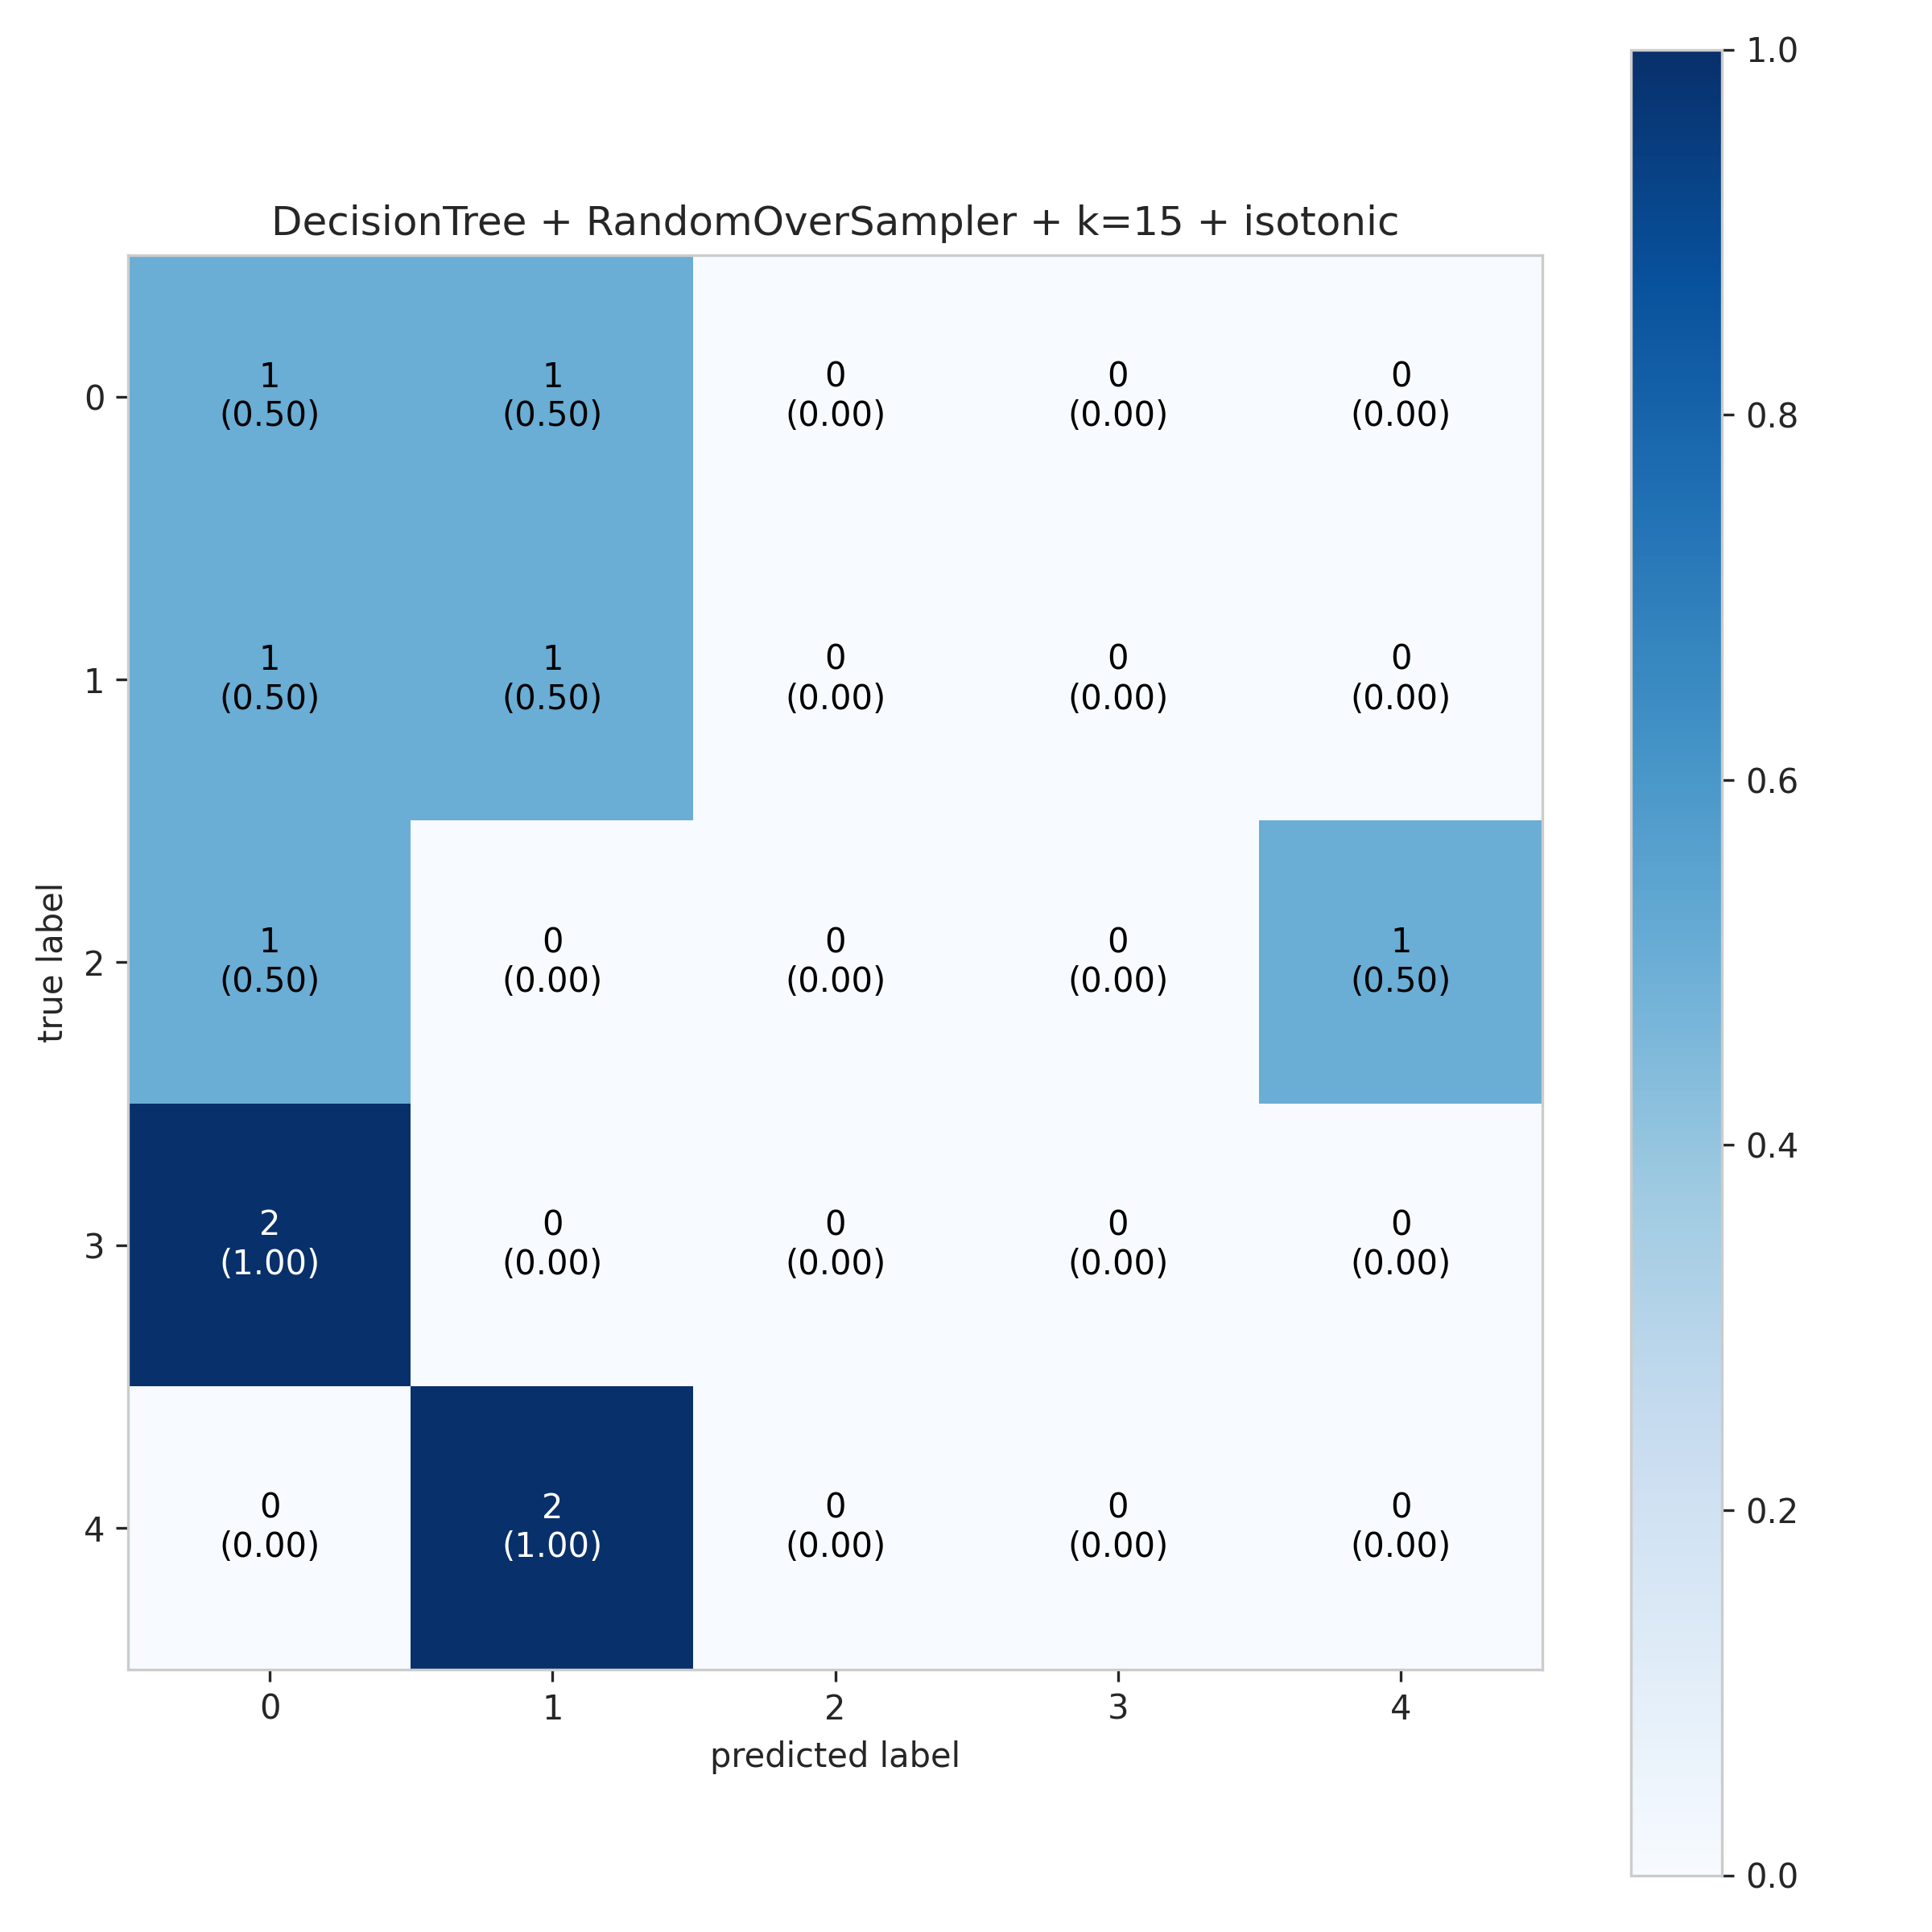 DecisionTree + RandomOverSampler + k=15 + isotonic
1 1 0 0 0
0 (0.50) (0.50) (0.00) (0.00) (0.00)
1 1 0 0 0
1 (0.50) (0.50) (0.00) (0.00) (0.00)
1 0 0 0 1
2 (0.50) (0.00) (0.00) (0.00) (0.50)
2 0 0 0 0
3 (1.00) (0.00) (0.00) (0.00) (0.00)
0 2 0 0 0
4 (0.00) (1.00) (0.00) (0.00) (0.00)
0 1 2 3 4
predicted label
true label
1.0
0.8
0.6
0.4
0.2
0.0